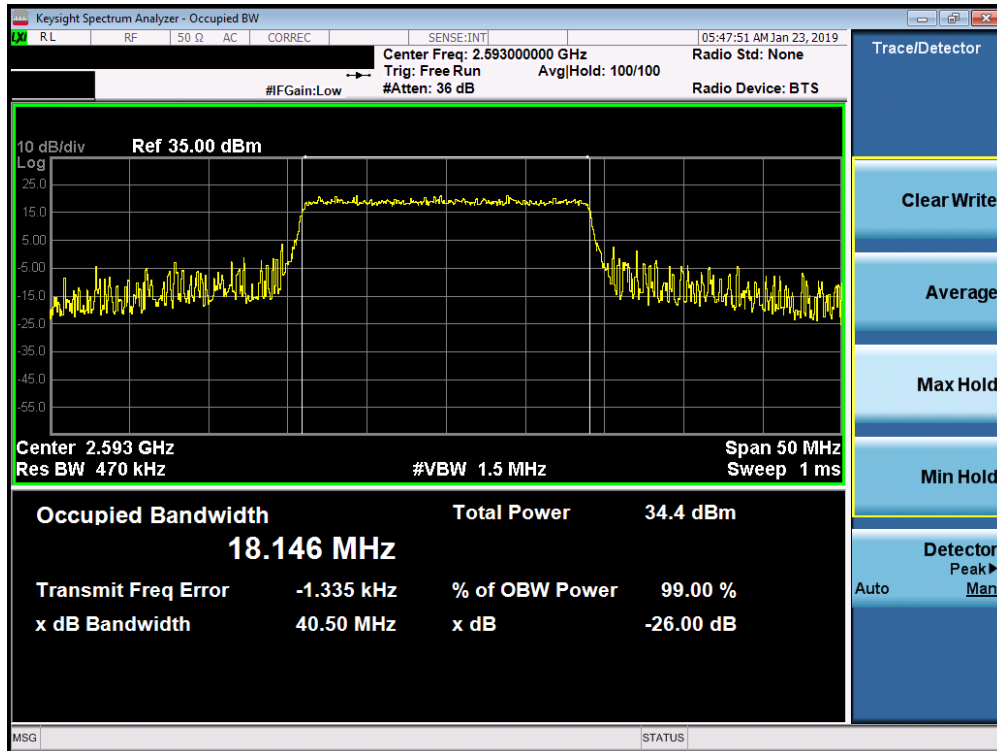 Keysight Spectrum Analyzer - Occupied BW
LXI RL RF 50 Ω AC CORREC SENSE:INT 05:47:51 AM Jan 23, 2019
Center Freq: 2.593000000 GHz Radio Std: None
Trig: Free Run Avg|Hold: 100/100
#IFGain:Low #Atten: 36 dB Radio Device: BTS
Trace/Detector
10 dB/div Ref 35.00 dBm
Log
25.0
15.0
5.00
-5.00
-15.0
-25.0
-35.0
-45.0
-55.0
Center 2.593 GHz Span 50 MHz
Res BW 470 kHz #VBW 1.5 MHz Sweep 1 ms
Occupied Bandwidth Total Power 34.4 dBm
18.146 MHz
Transmit Freq Error -1.335 kHz % of OBW Power 99.00 %
x dB Bandwidth 40.50 MHz x dB -26.00 dB
Clear Write
Average
Max Hold
Min Hold
Detector
Peak▶
Auto Man
MSG STATUS